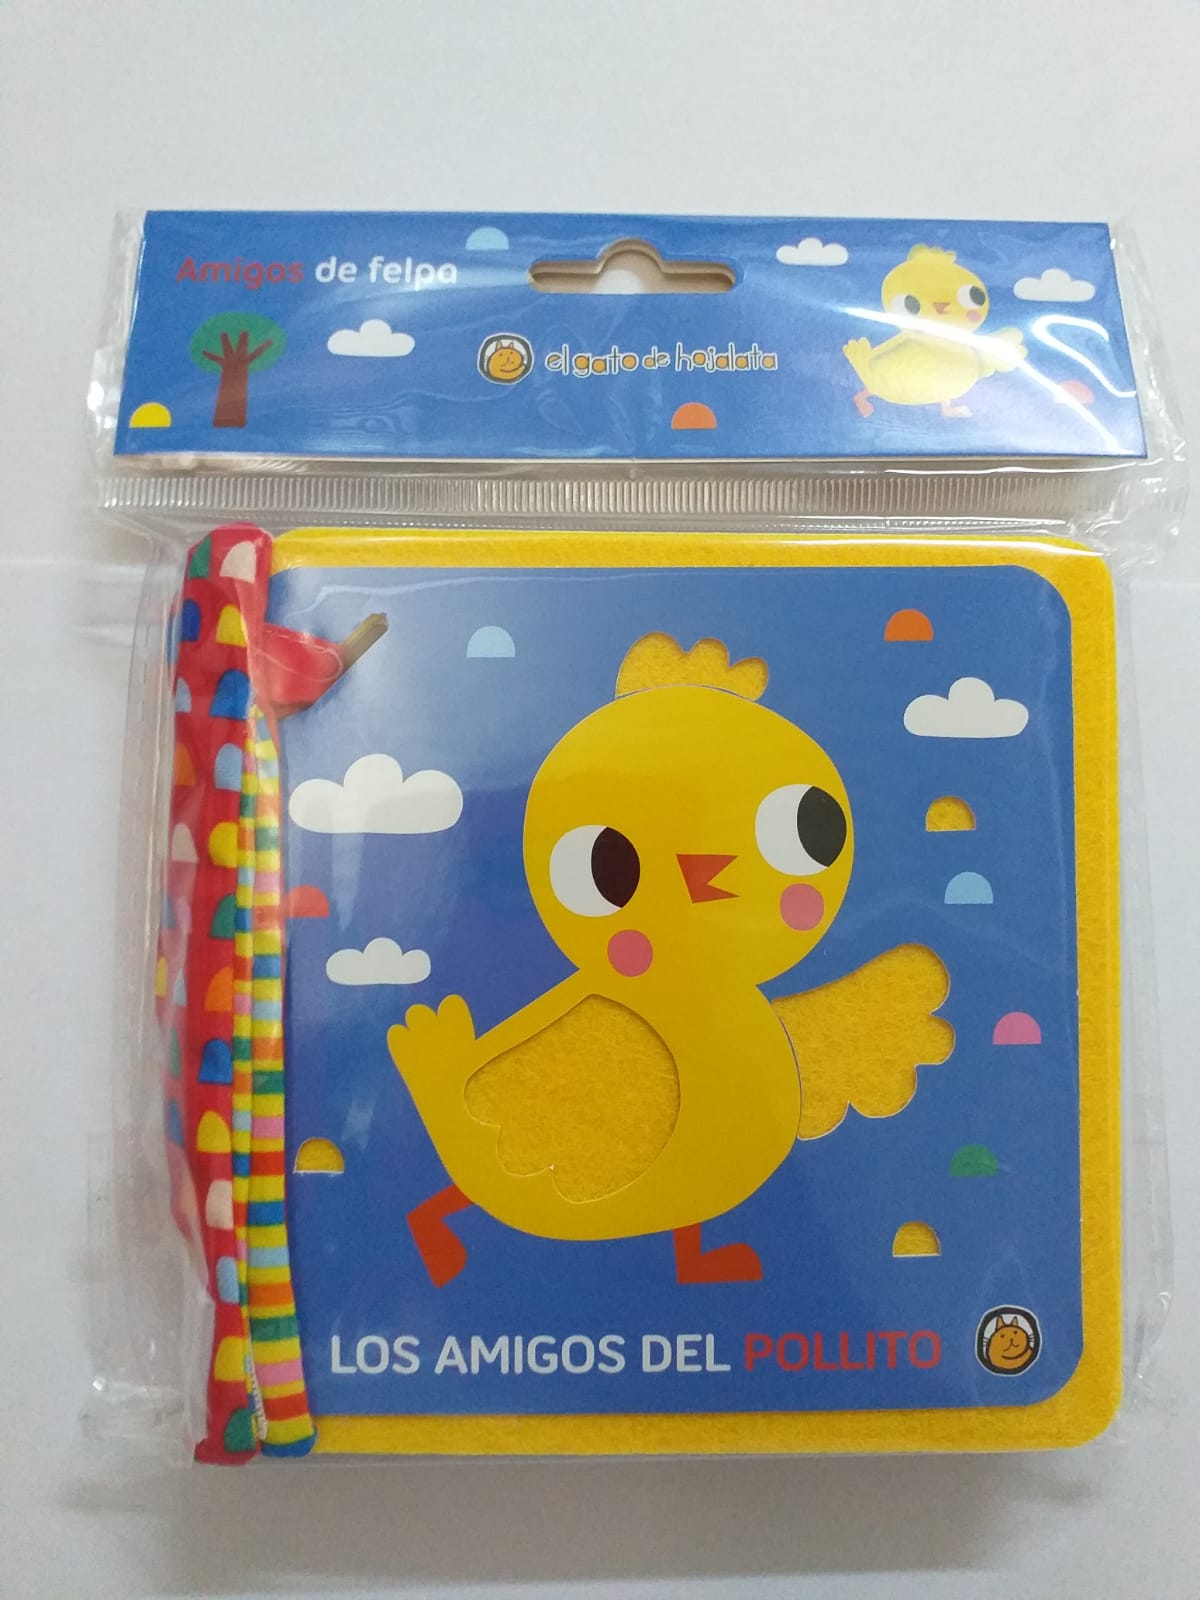 Amigos de felpa
el gato de hojalata
LOS AMIGOS DEL POLLITO